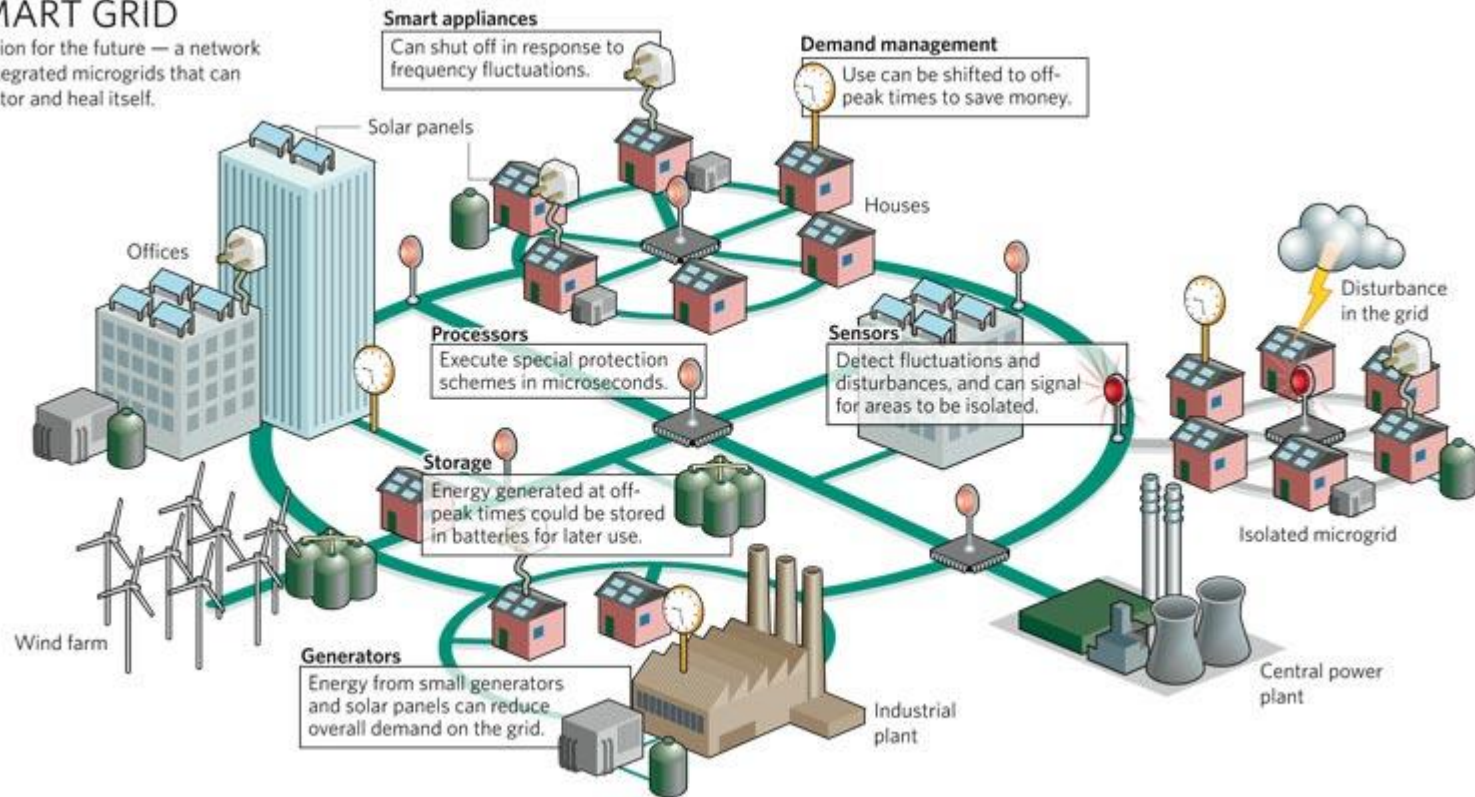 MART GRID
ion for the future — a network
egrated microgrids that can
tor and heal itself.
Smart appliances
Can shut off in response to
frequency fluctuations.
Demand management
Use can be shifted to off-
peak times to save money.
Solar panels
Houses
Offices
Disturbance
in the grid
Processors
Execute special protection
schemes in microseconds.
Sensors
Detect fluctuations and
disturbances, and can signal
for areas to be isolated.
Storage
Energy generated at off-
peak times could be stored
in batteries for later use.
Isolated microgrid
Wind farm
Generators
Energy from small generators
and solar panels can reduce
overall demand on the grid.
Industrial
plant
Central power
plant